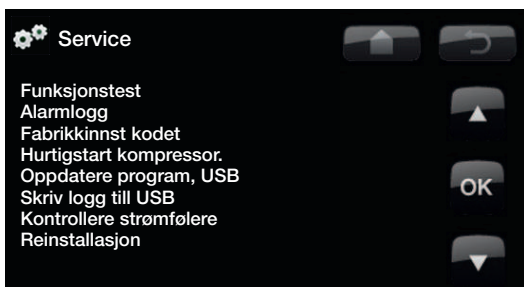 Service
Funksjonstest
Alarmlogg
Fabrikkinnst kodet
Hurtigstart kompressor.
Oppdatere program, USB
Skriv logg till USB
OK
Kontrollere strømfølere
Reinstallasjon